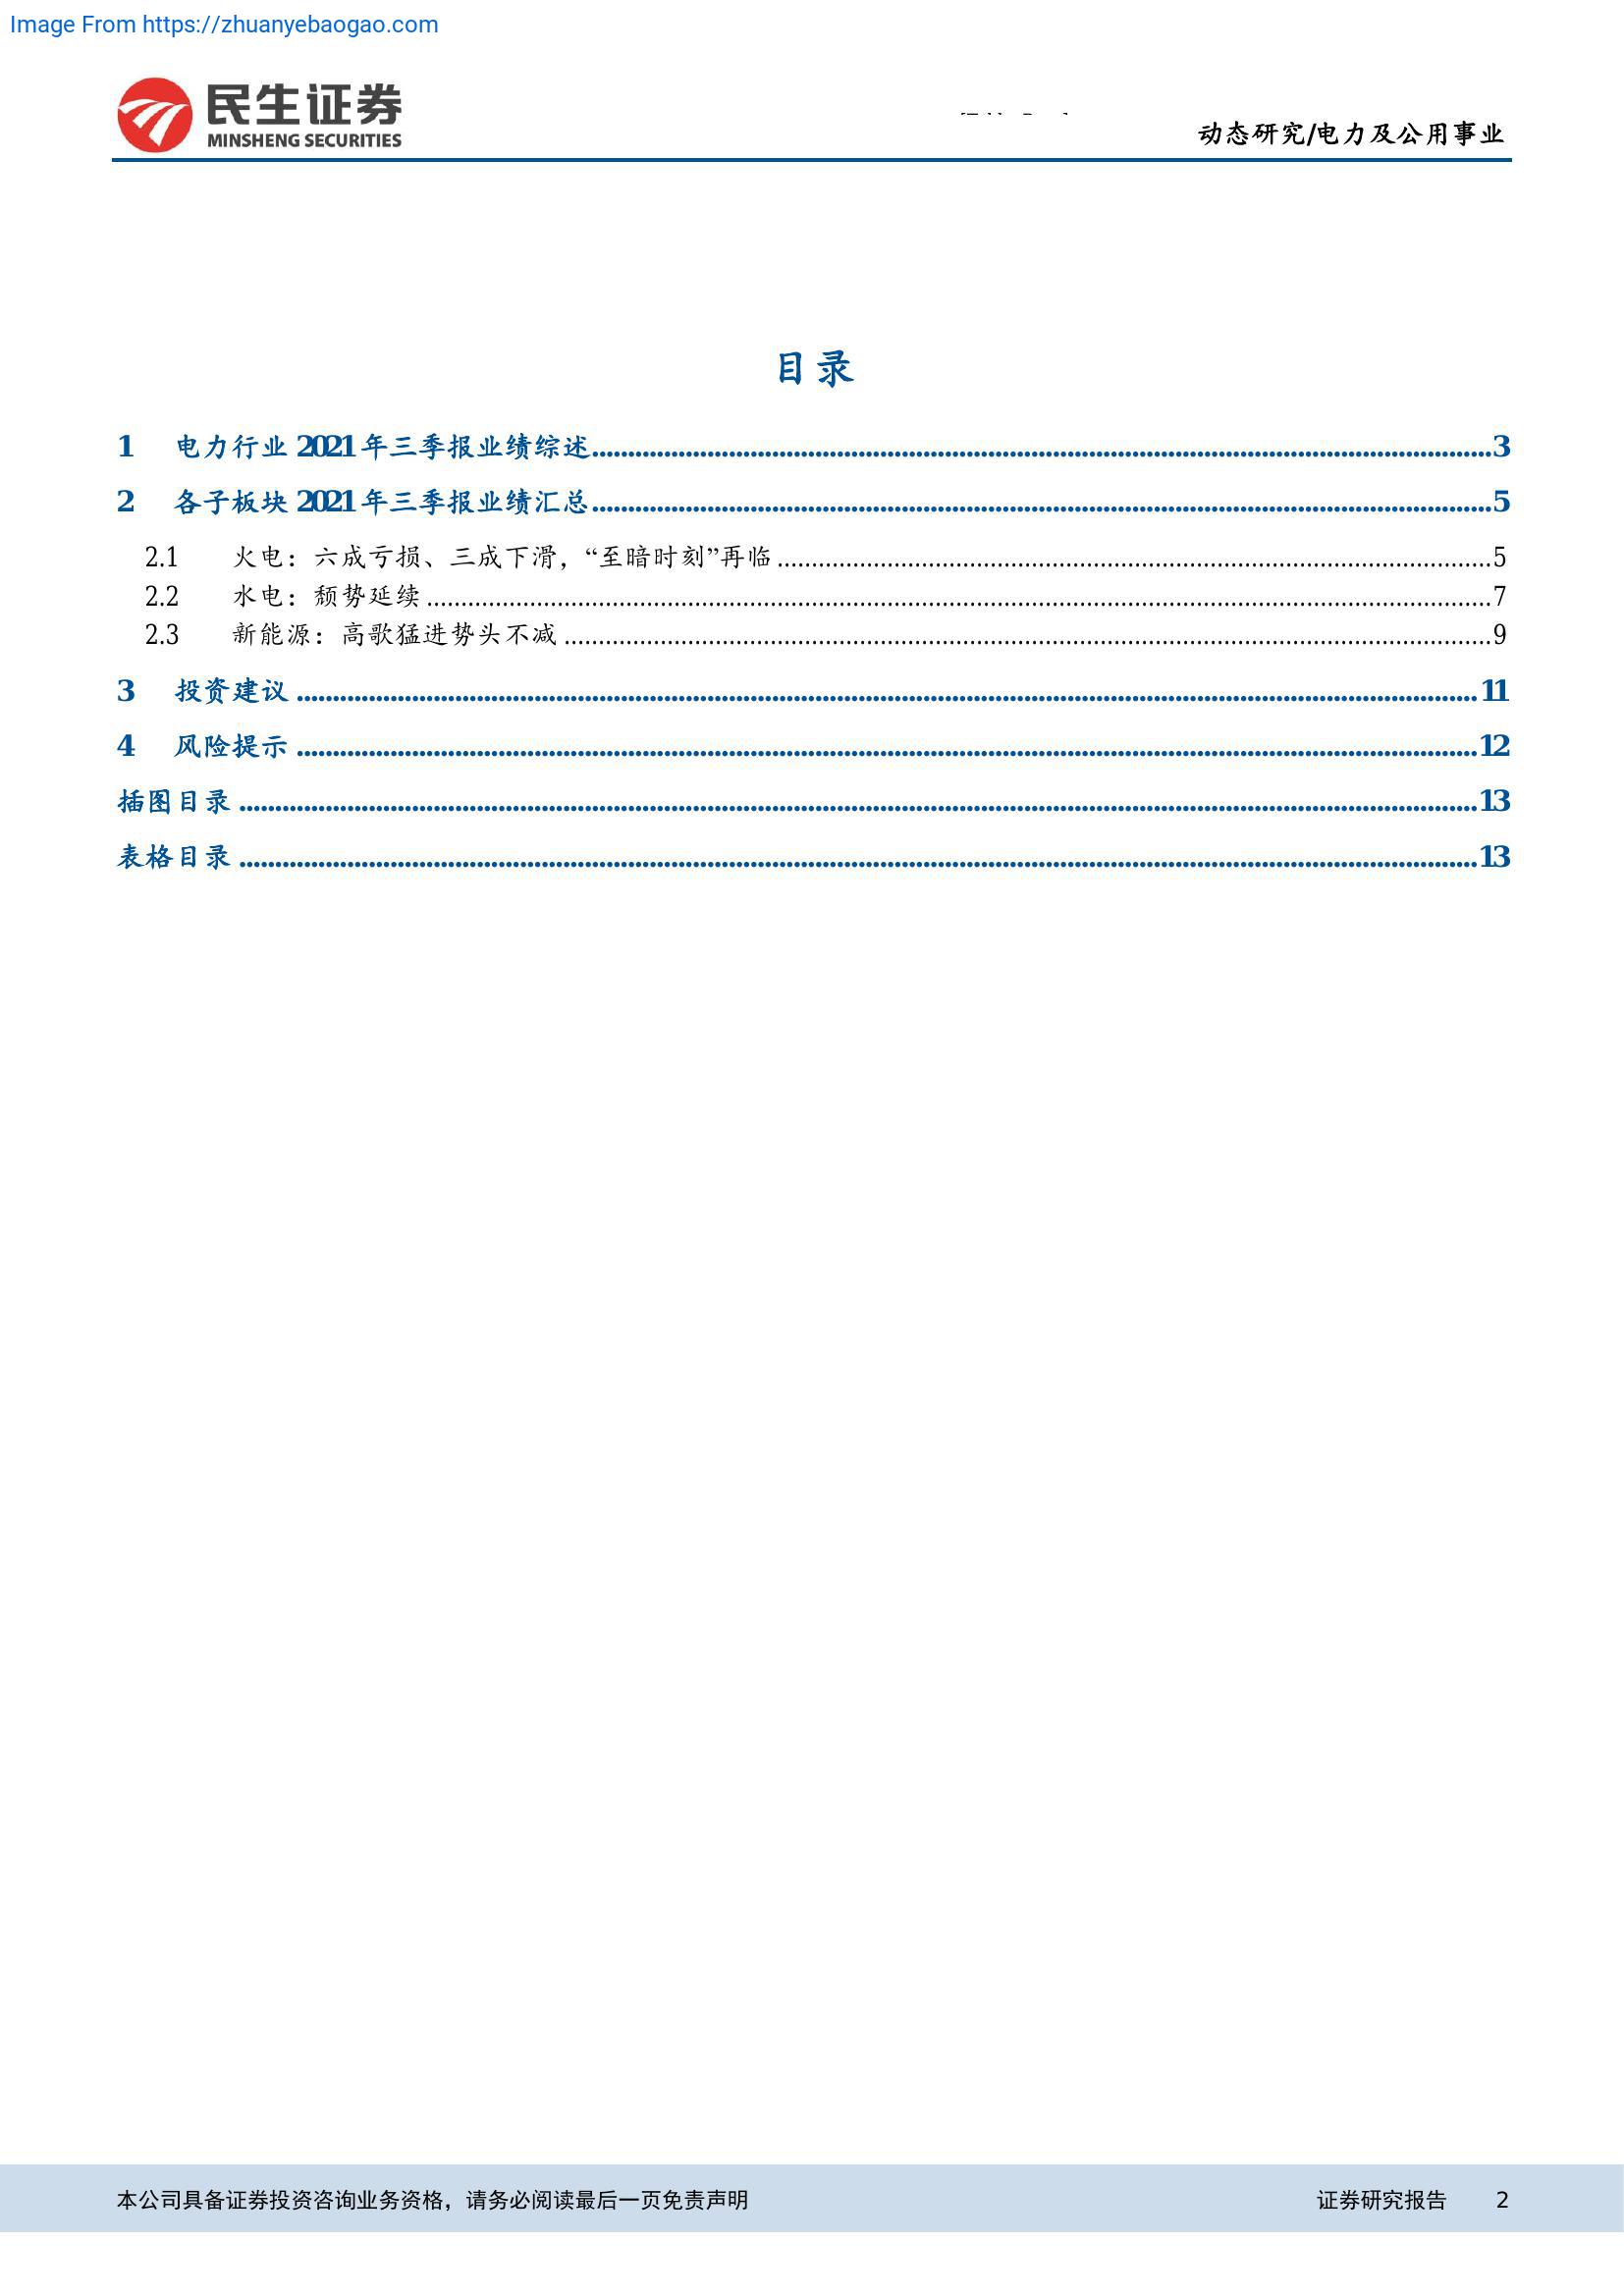 Image From https://zhuanyebaogao.com
民生证券
MINSHENG SECURITIES
动态研究/电力及公用事业
目录
1 电力行业 2021 年三季报业绩综述........................3
2 各子板块 2021 年三季报业绩汇总........................5
2.1 火电：六成亏损、三成下滑，“至暗时刻”再临........................5
2.2 水电：颓势延续........................7
2.3 新能源：高歌猛进势头不减........................9
3 投资建议........................11
4 风险提示........................12
插图目录........................13
表格目录........................13
本公司具备证券投资咨询业务资格，请务必阅读最后一页免责声明 证券研究报告 2